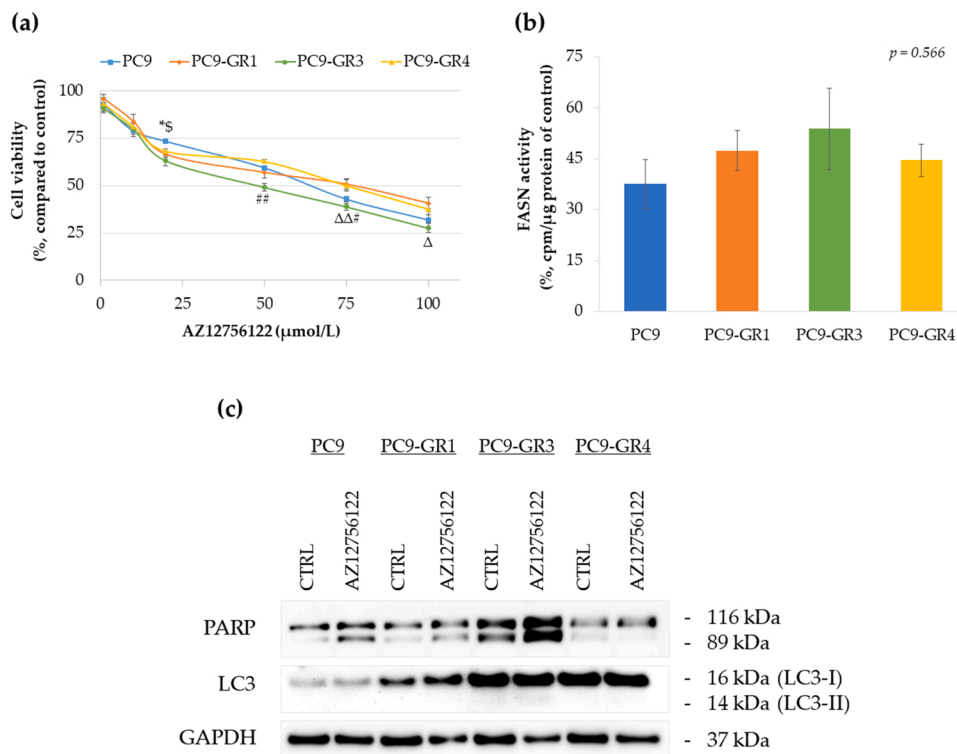 (a)
PC9 PC9-GR1 PC9-GR3 PC9-GR4
Cell viability
(%, compared to control)
100
75
50
25
0
*$
##
ΔΔ#
Δ
0 25 50 75 100
AZ12756122 (µmol/L)
(b)
p = 0.566
FASN activity
(%, cpm/µg protein of control)
75
60
45
30
15
0
PC9 PC9-GR1 PC9-GR3 PC9-GR4
(c)
PC9 PC9-GR1 PC9-GR3 PC9-GR4
CTRL AZ12756122 CTRL AZ12756122 CTRL AZ12756122 CTRL AZ12756122
PARP - 116 kDa
- 89 kDa
LC3 - 16 kDa (LC3-I)
- 14 kDa (LC3-II)
GAPDH - 37 kDa